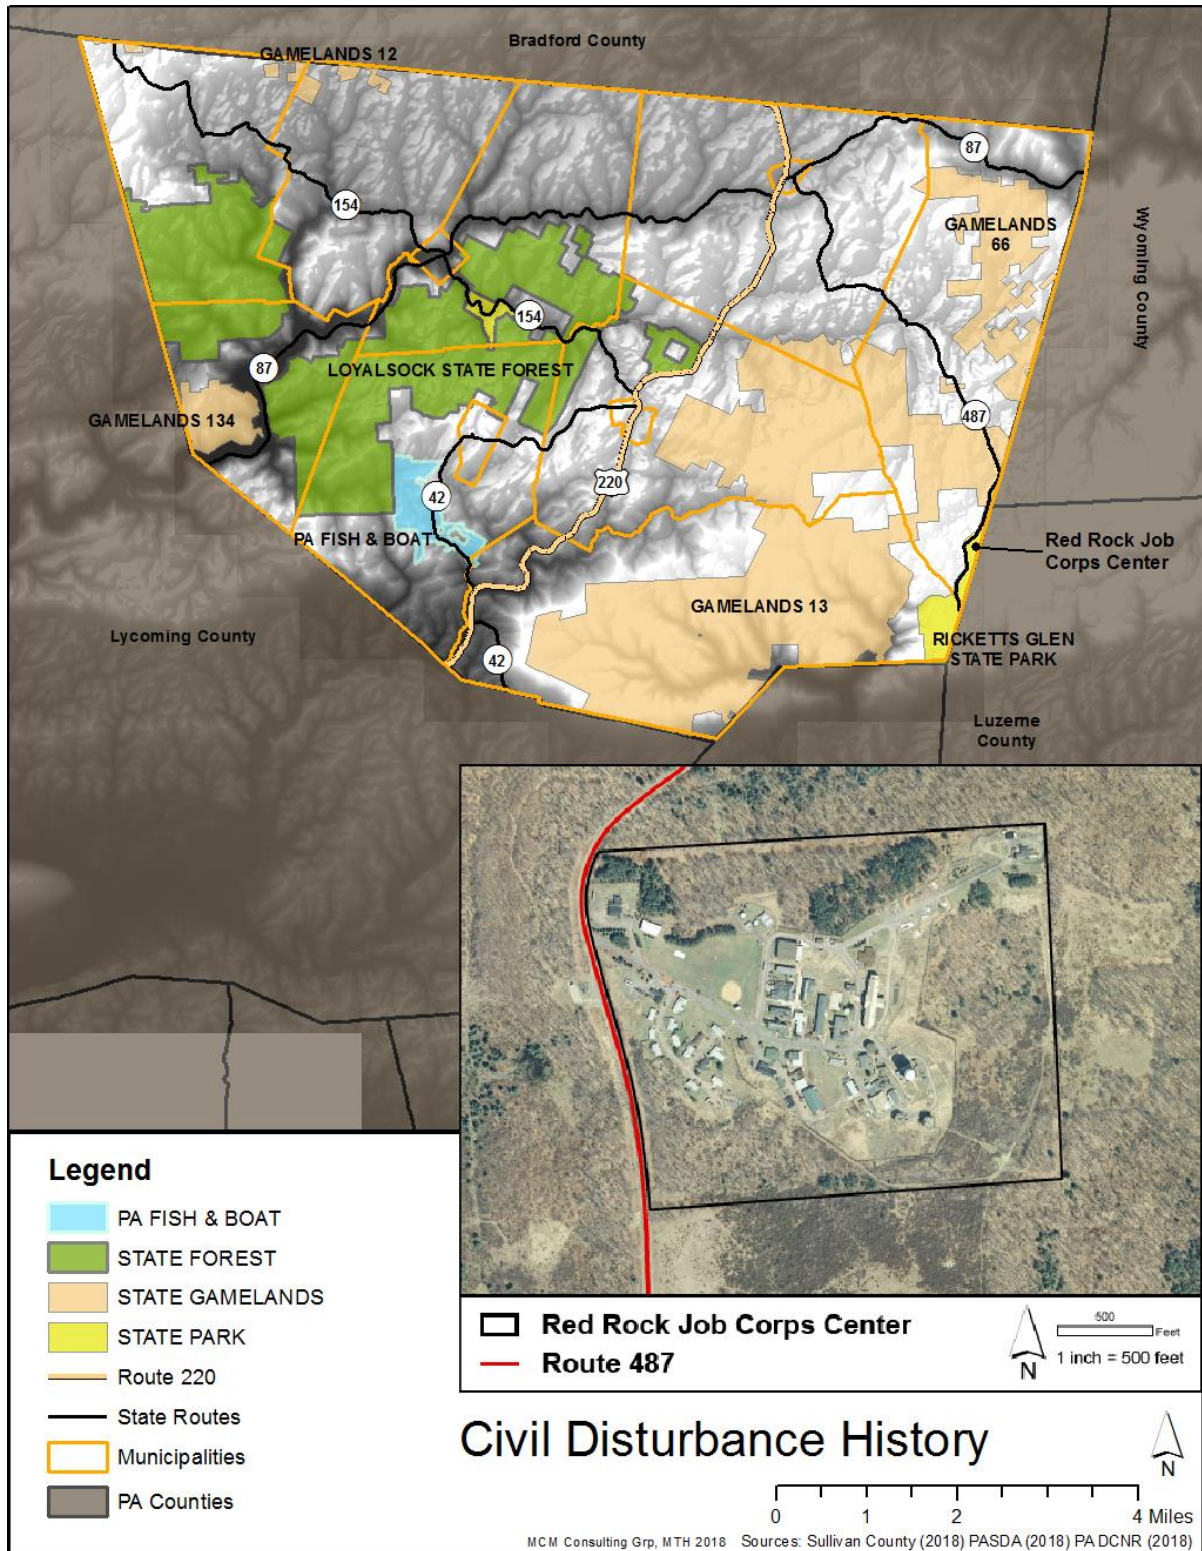 Bradford County
GAMELANDS 12
87
154
GAMELANDS
66
Wyoming County
154
87
LOYALSOCK STATE FOREST
GAMELANDS 134
487
220
42
PA FISH & BOAT
Red Rock Job
Corps Center
GAMELANDS 13
Lycoming County
RICKETTS GLEN
STATE PARK
42
Luzerne
County
Legend
PA FISH & BOAT
STATE FOREST
STATE GAMELANDS
STATE PARK
Route 220
State Routes
Municipalities
PA Counties
Red Rock Job Corps Center
Route 487
N
500
Feet
1 inch = 500 feet
Civil Disturbance History
N
0 1 2 4 Miles
MCM Consulting Grp, MTH 2018 Sources: Sullivan County (2018) PASDA (2018) PA DCNR (2018)